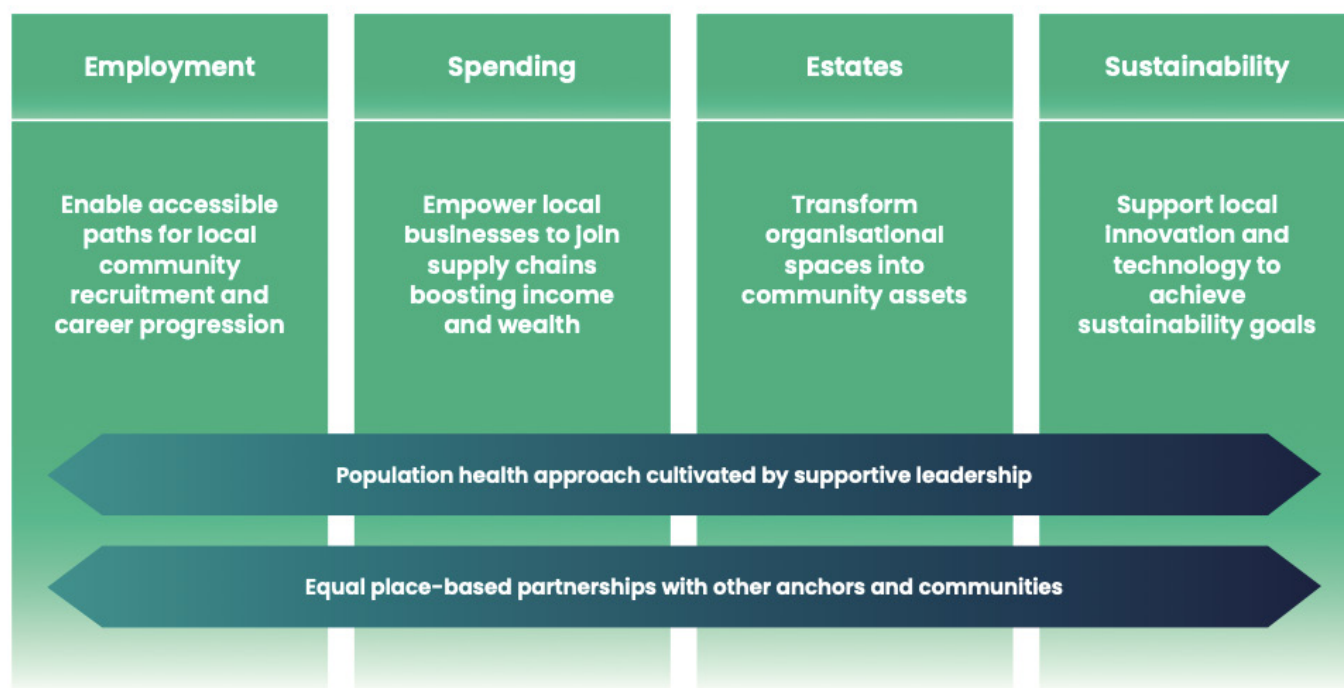 Employment
Enable accessible
paths for local
community
recruitment and
career progression
Spending
Empower local
businesses to join
supply chains
boosting income
and wealth
Estates
Transform
organisational
spaces into
community assets
Sustainability
Support local
innovation and
technology to
achieve
sustainability goals
Population health approach cultivated by supportive leadership
Equal place-based partnerships with other anchors and communities